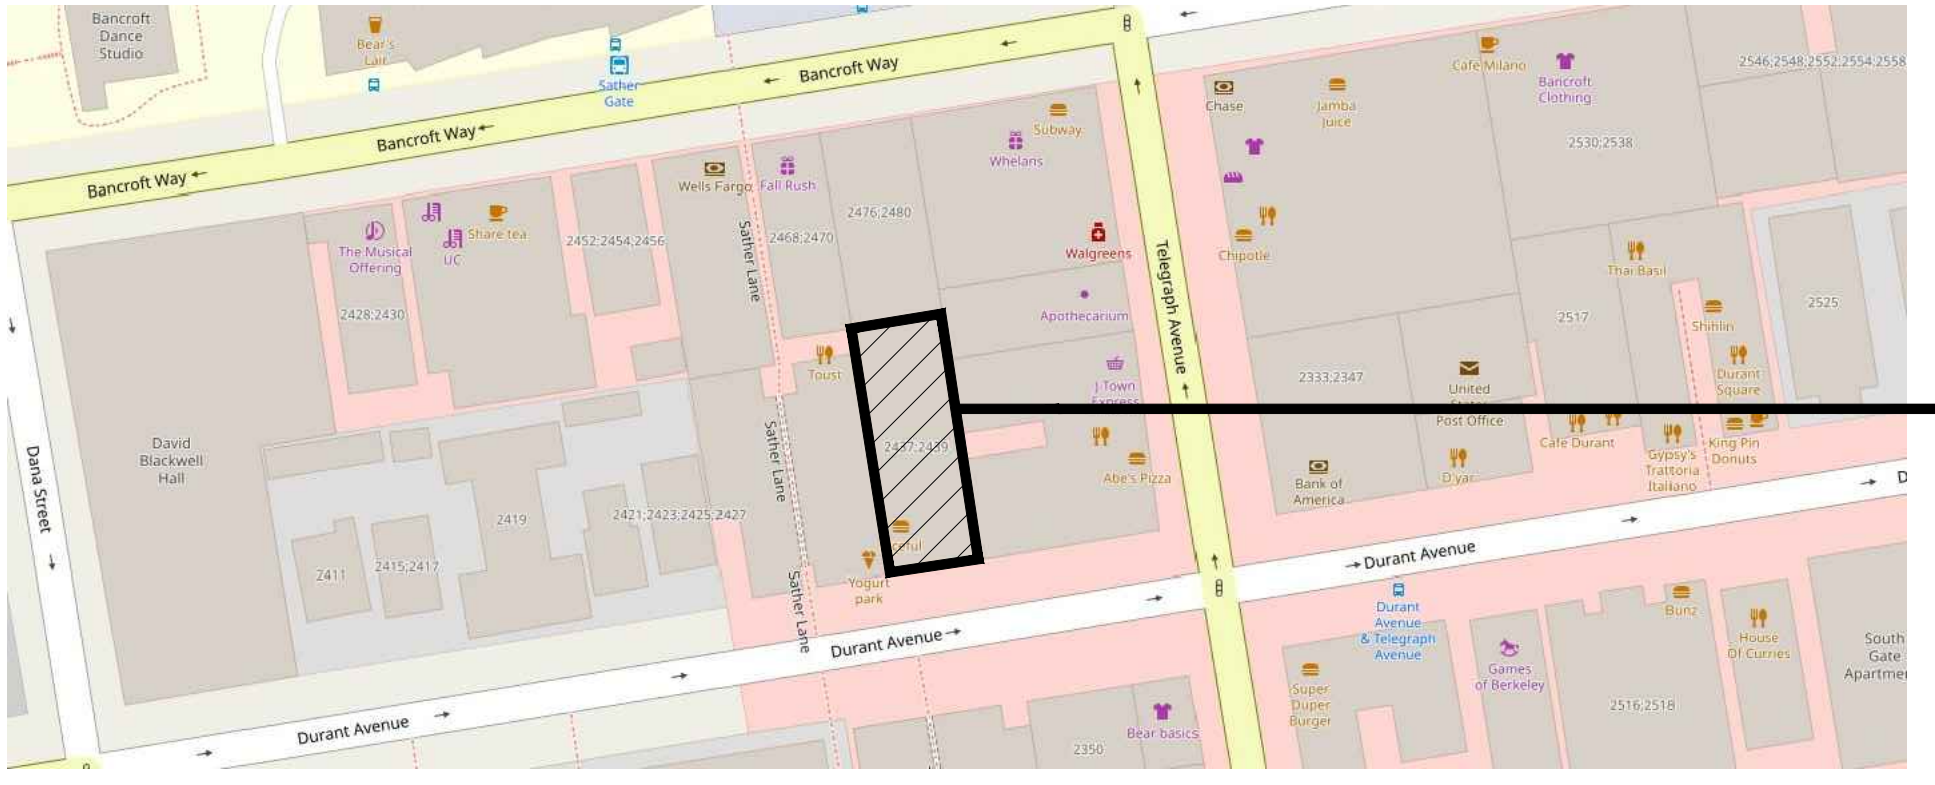 Bancroft
Dance
Studio
Bear's
Lair
Sather
Gate
Bancroft Way
Bancroft Way
Bancroft Way
Subway
Whelans
Wells Fargo
Fall Rush
2476;2480
2468;2470
Walgreens
Apothecarium
Share tea
UC
The Musical
Offering
2452;2454;2456
2428;2430
Sather Lane
Toust
J-Town
Express
Telegraph Avenue
Chase
Jamba
Juice
Cafe Milano
Bancroft
Clothing
2546;2548;2552;2554;2558
2530;2538
Chipotle
Thai Basil
2517
Shihlin
2525
Durant
Square
2333;2347
United
Post Office
Cafe Durant
King Pin
Donuts
Gypsy's
Trattoria
Italiano
D'yar
Bank of
America
Abe's Pizza
2437;2439
Sather Lane
David
Blackwell
Hall
Dana Street
2419
2421;2423;2425;2427
2411
2415;2417
Yogurt
park
Sather Lane
Durant Avenue
Durant Avenue
Durant Avenue
D
Durant
Avenue
& Telegraph
Avenue
Bunz
House
Of Curries
South
Gate
Apartmen
Games
of Berkeley
Super
Duper
Burger
2516;2518
Bear basics
2350